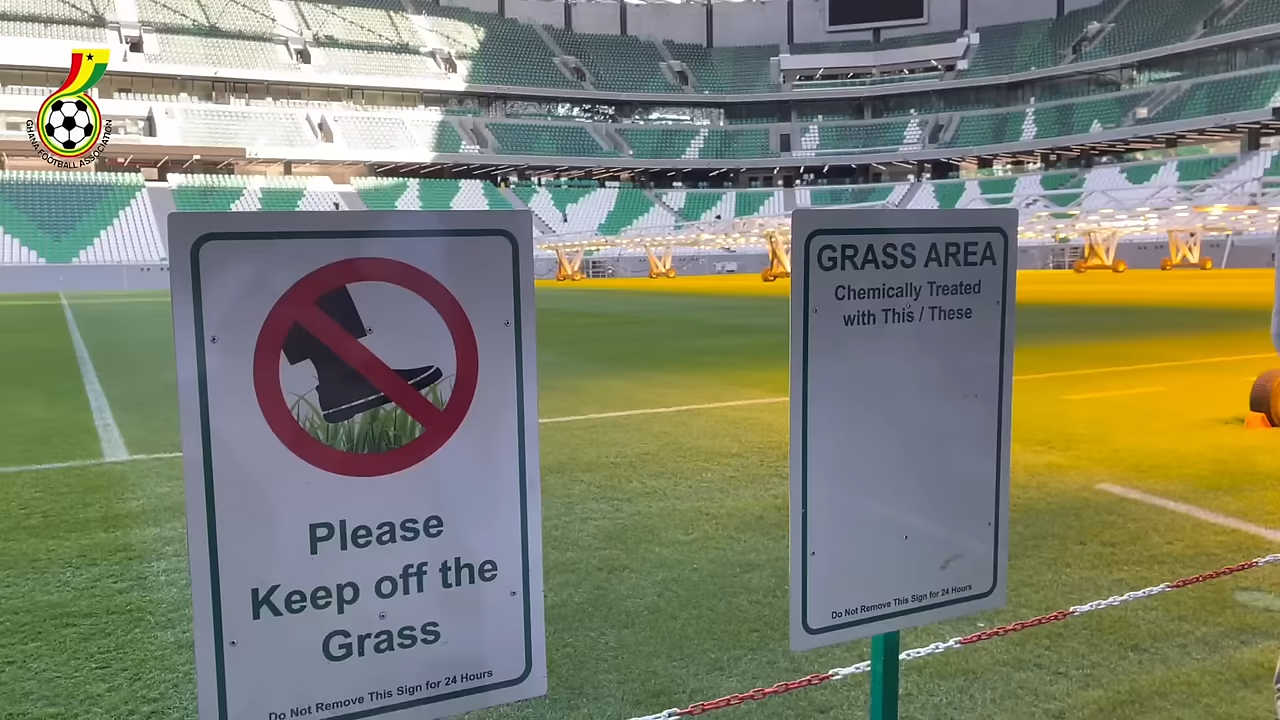 GHANA FOOTBALL ASSOCIATION
Please
Keep off the
Grass
Do Not Remove This Sign for 24 Hours
GRASS AREA
Chemically Treated
with This / These
Do Not Remove This Sign for 24 Hours